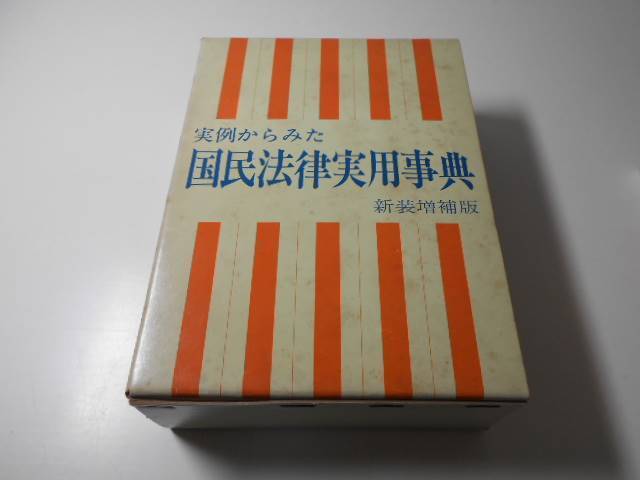 実例からみた
国民法律実用事典
新装増補版